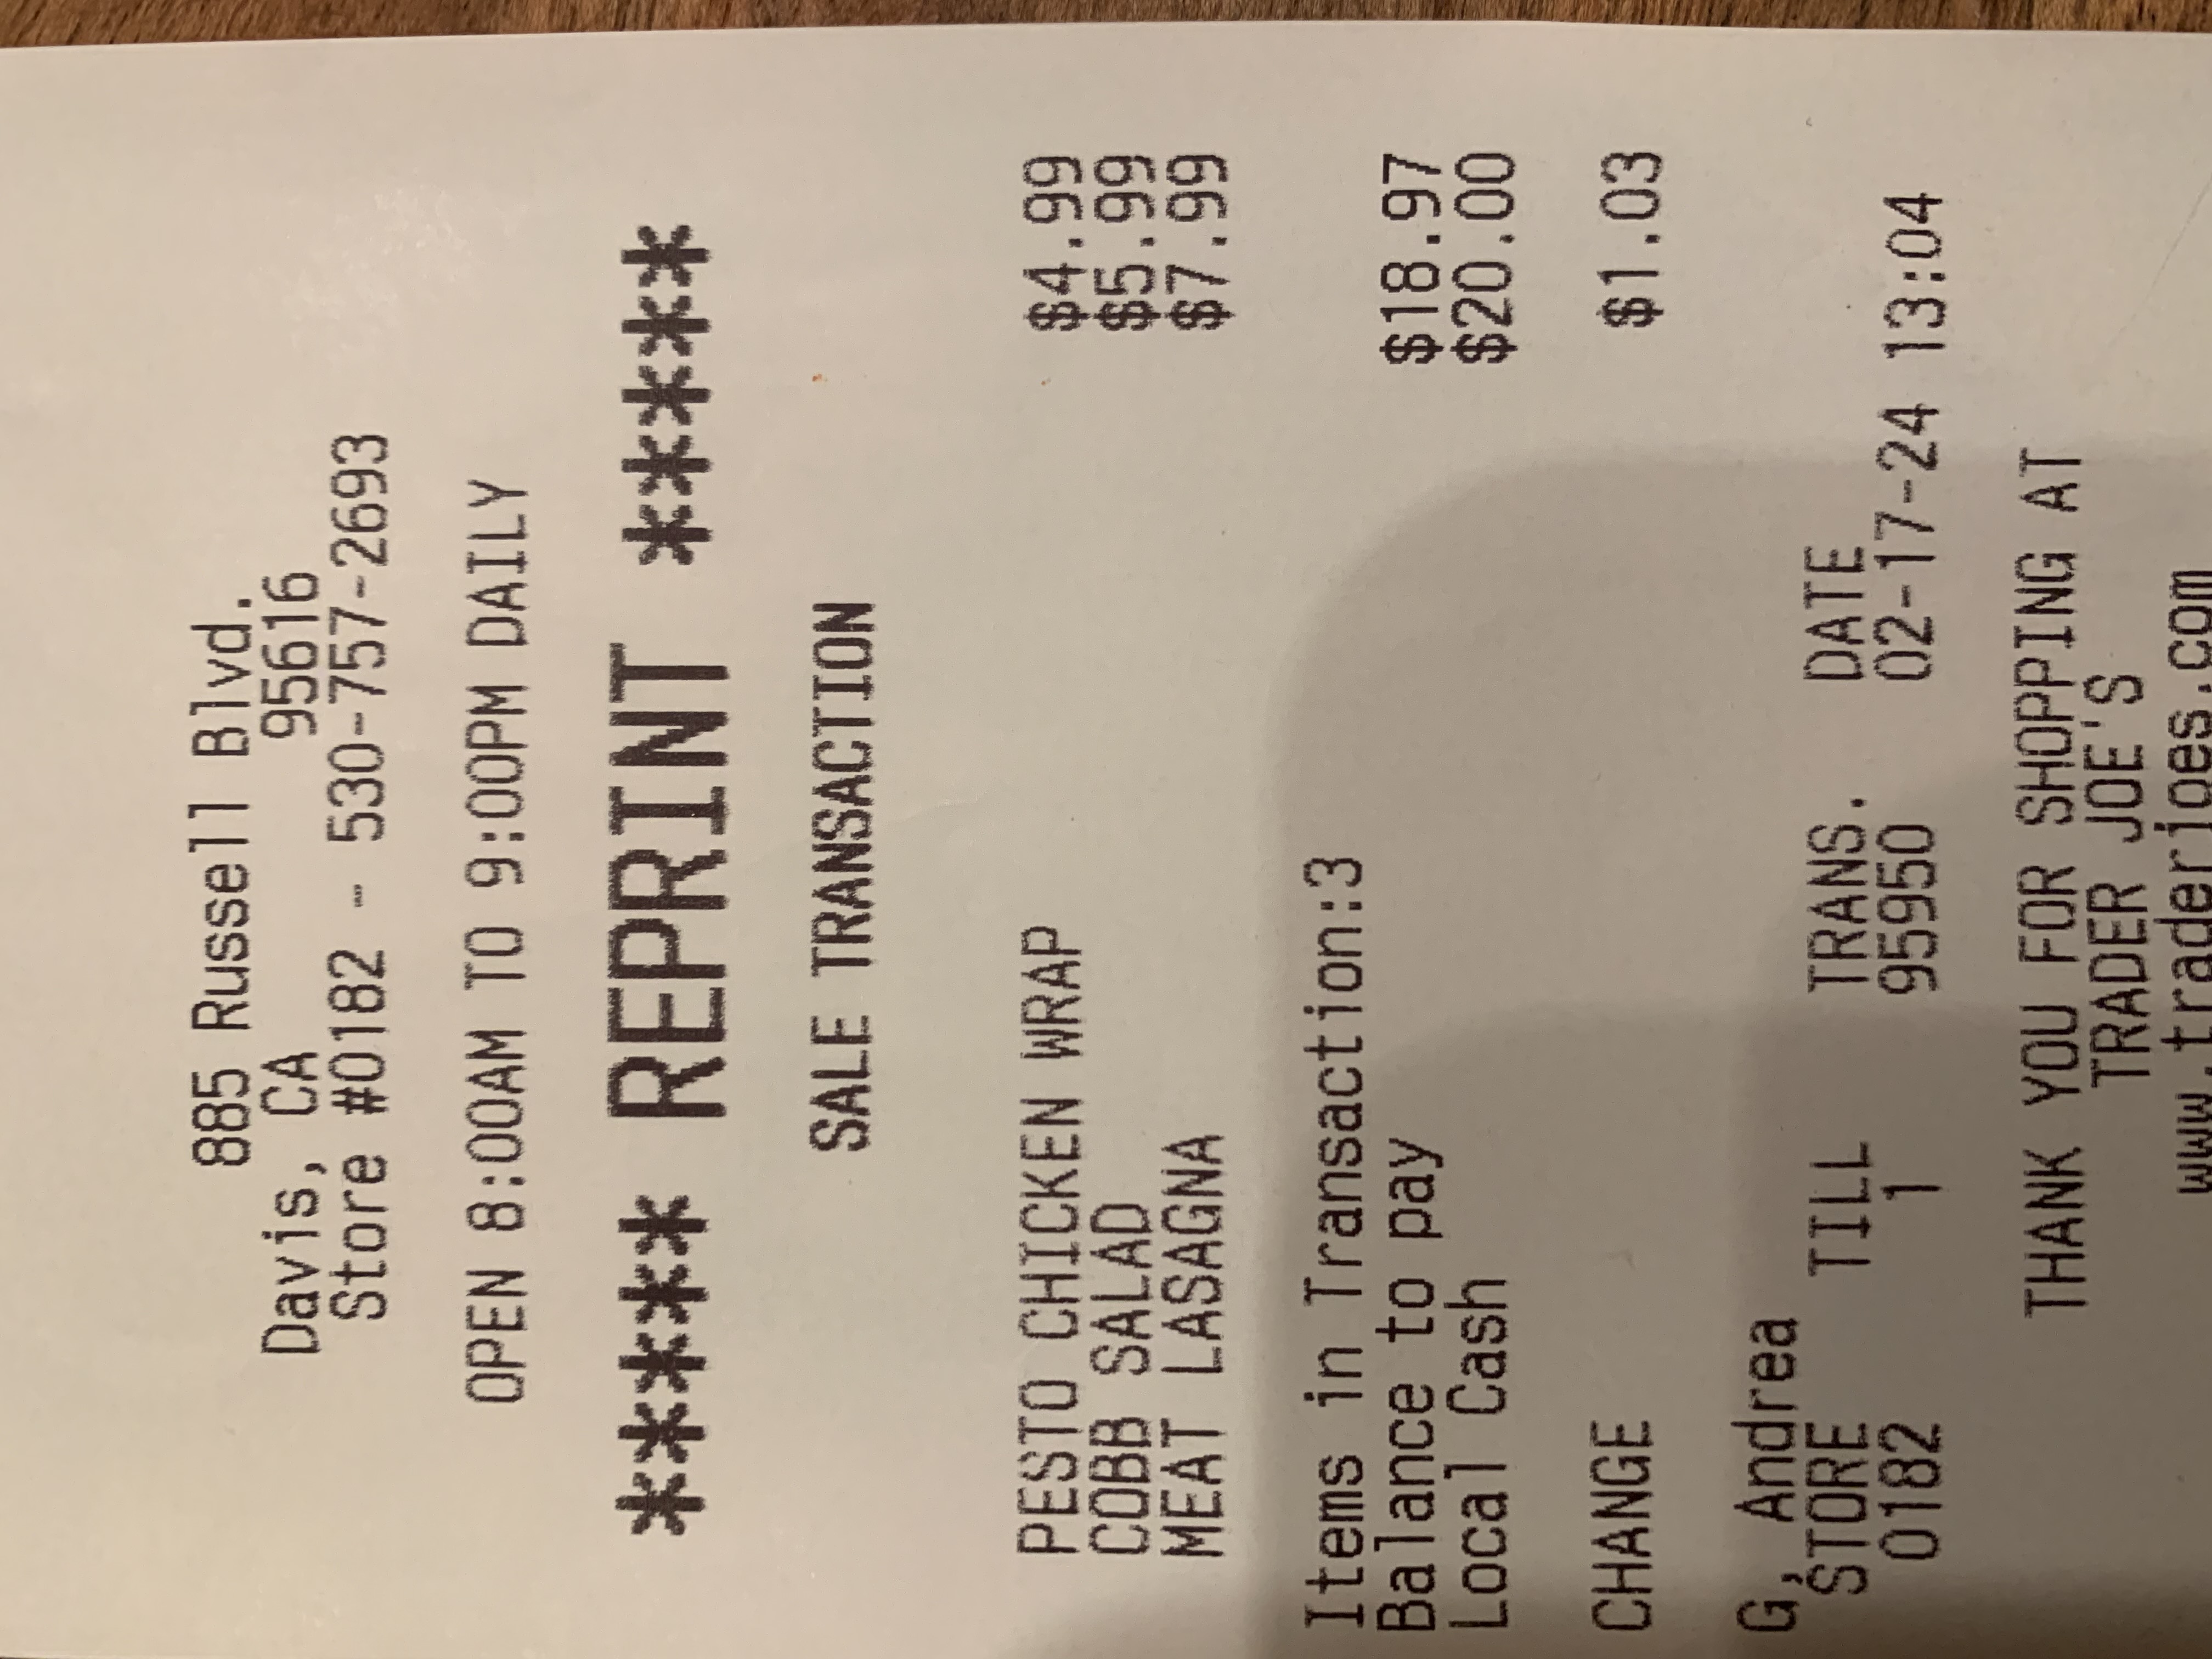 885 Russell Blvd.
Davis, CA 95616
Store #0182 - 530-757-2693
OPEN 8:00AM TO 9:00PM DAILY
***** REPRINT *****
SALE TRANSACTION
PESTO CHICKEN WRAP $4.99
COBB SALAD $5.99
MEAT LASAGNA $7.99
Items in Transaction:3
Balance to pay $18.97
Local Cash $20.00
CHANGE $1.03
G, Andrea
STORE TILL TRANS. DATE
0182 1 95950 02-17-24 13:04
THANK YOU FOR SHOPPING AT
TRADER JOE'S
www.traderjoes.com